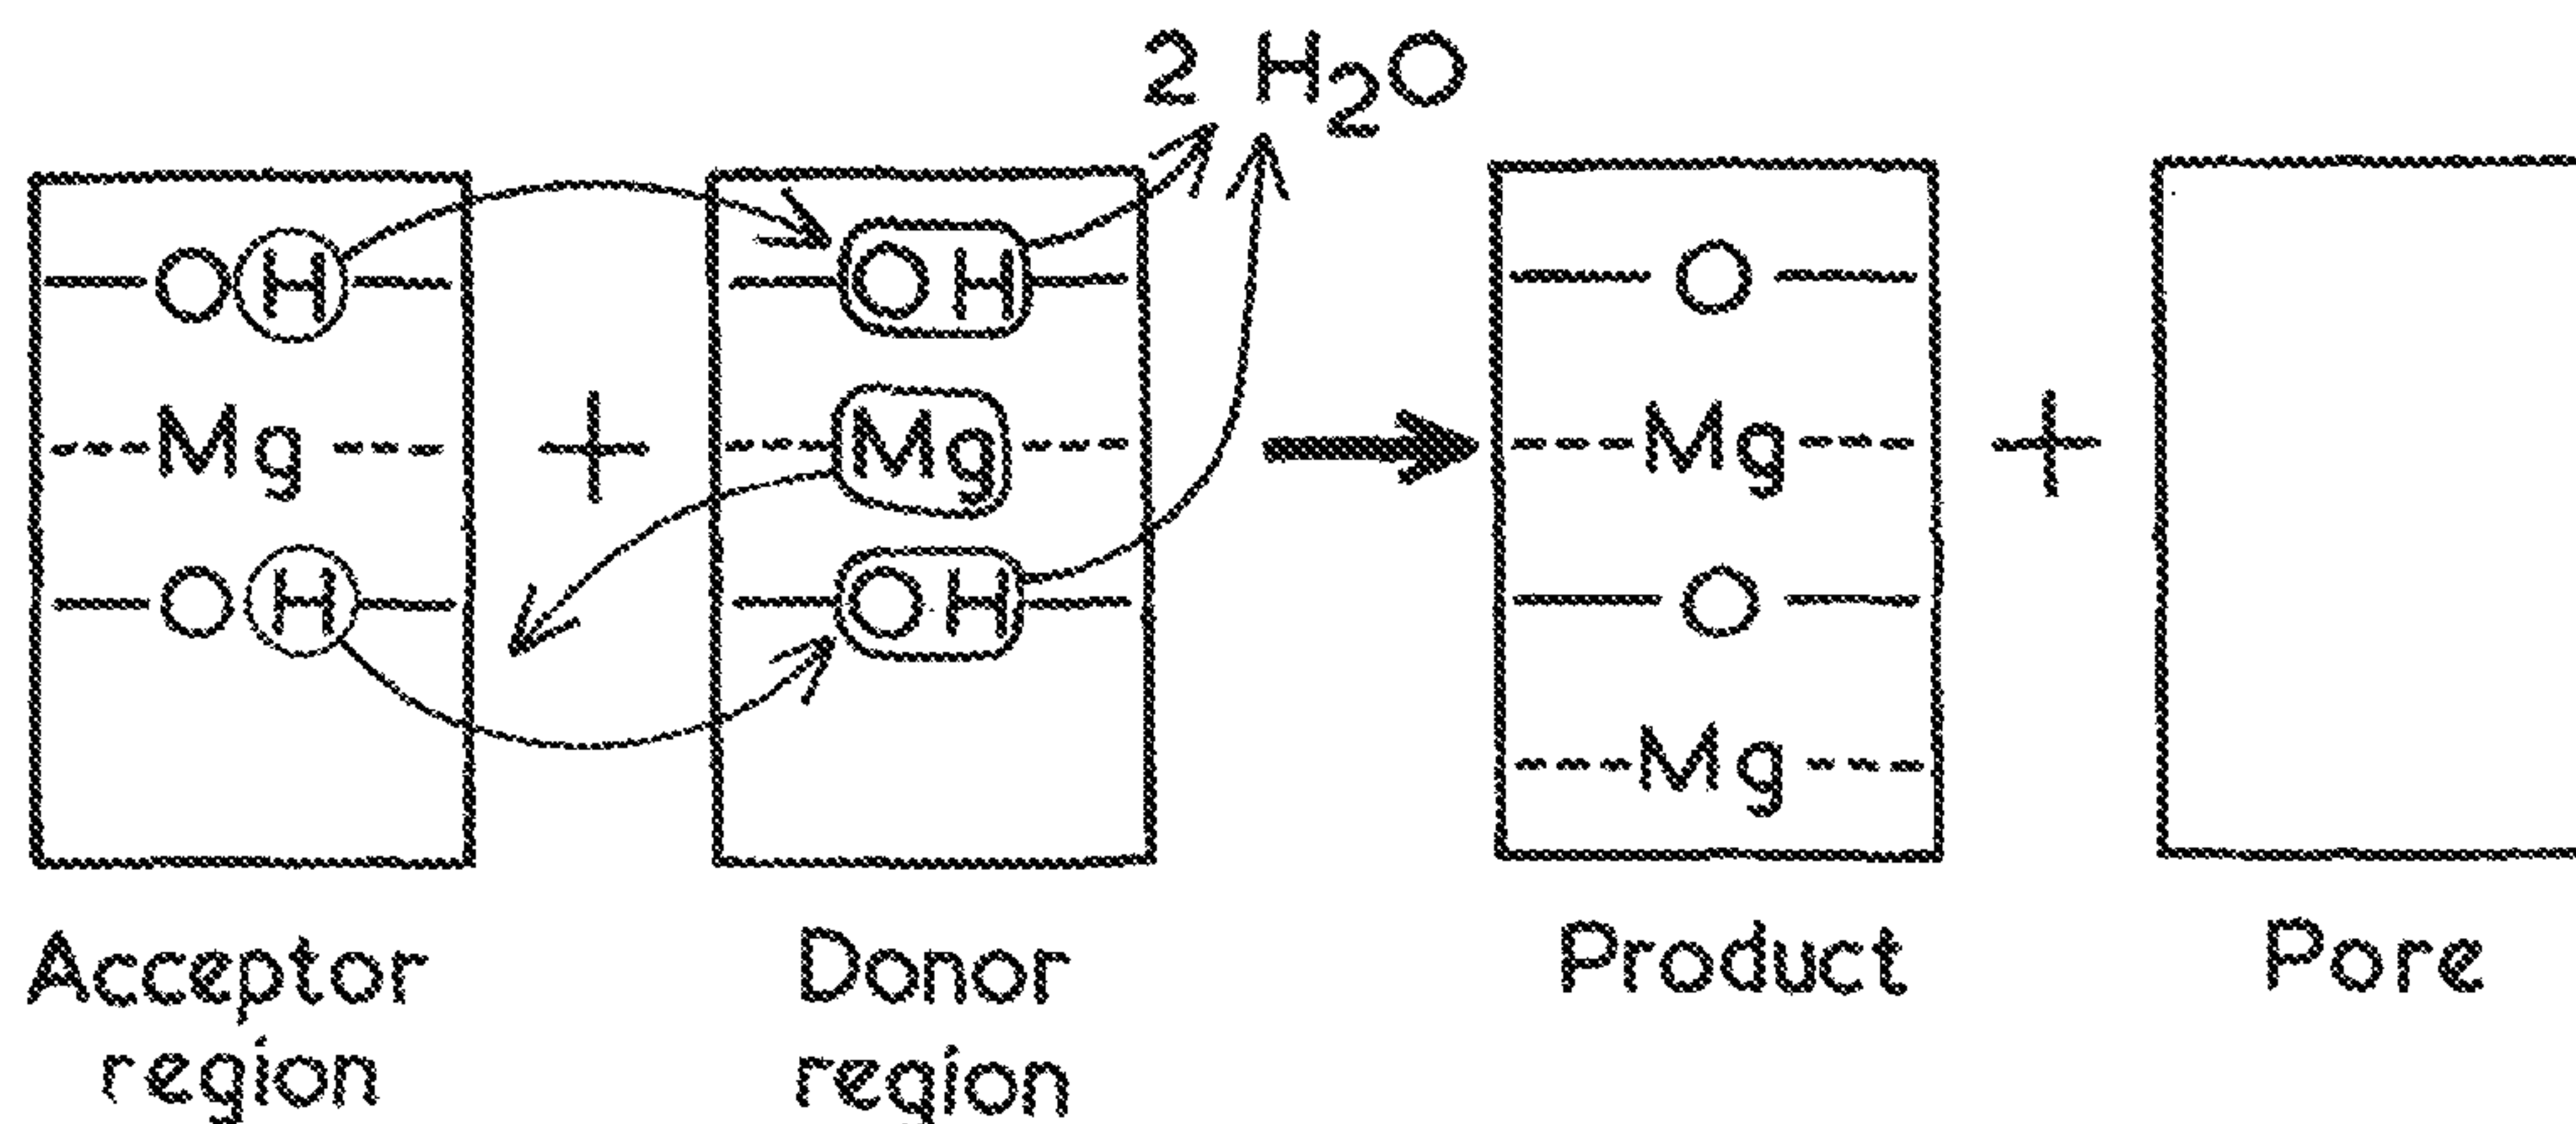 2 H2O
OH OH O
Mg + Mg Mg +
OH OH O
Mg
Acceptor region
Donor region
Product
Pore